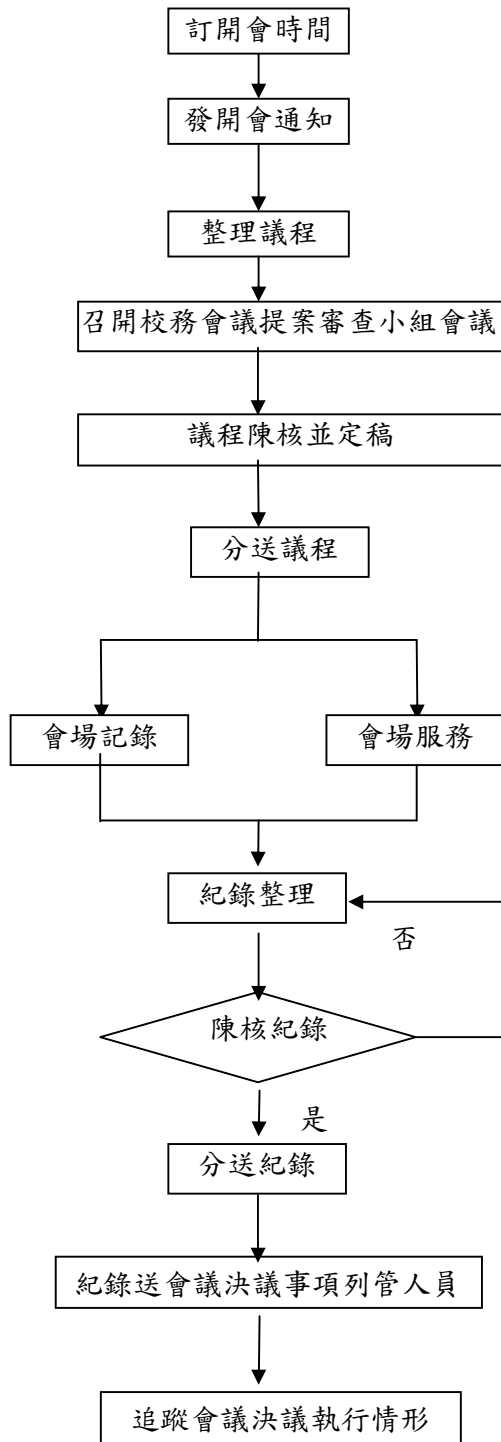 訂開會時間
發開會通知
整理議程
召開校務會議提案審查小組會議
議程陳核並定稿
分送議程
會場記錄
會場服務
紀錄整理
否
陳核紀錄
是
分送紀錄
紀錄送會議決議事項列管人員
追蹤會議決議執行情形